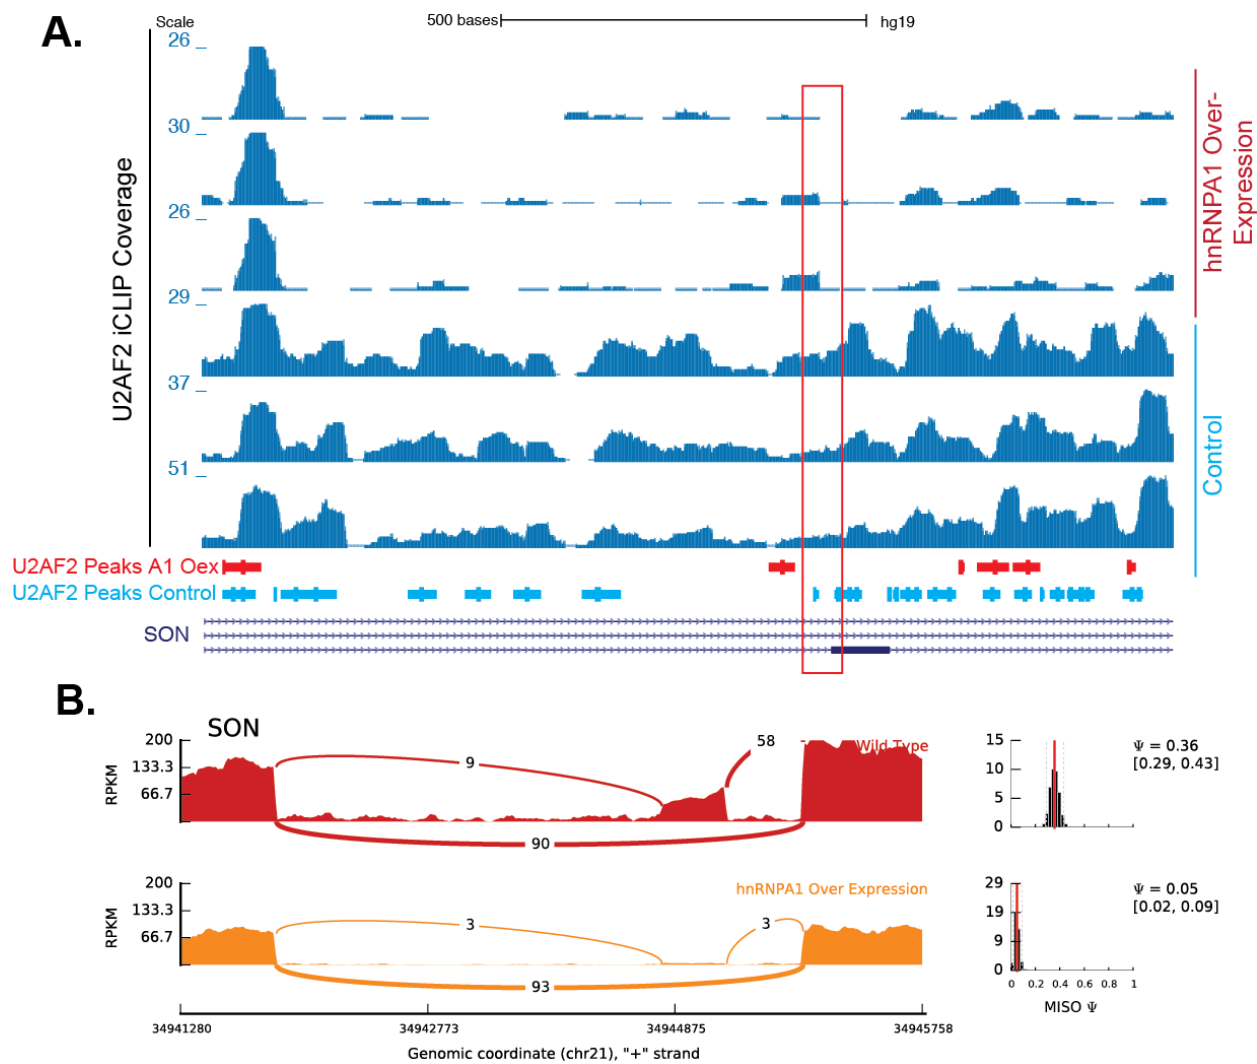 A.
Scale
500 bases
hg19
26
30
26
29
37
51
U2AF2 iCLIP Coverage
hnRNPA1 Over-
Expression
Control
U2AF2 Peaks A1 Oex
U2AF2 Peaks Control
SON
B.
SON
200
133.3
66.7
RPKM
9
58
90
Wild Type
15
10
5
0
Ψ = 0.36
[0.29, 0.43]
200
133.3
66.7
RPKM
3
3
93
hnRNPA1 Over Expression
29
19
9
0
Ψ = 0.05
[0.02, 0.09]
0 0.2 0.4 0.6 0.8 1
MISO Ψ
34941280 34942773 34944875 34945758
Genomic coordinate (chr21), "+" strand